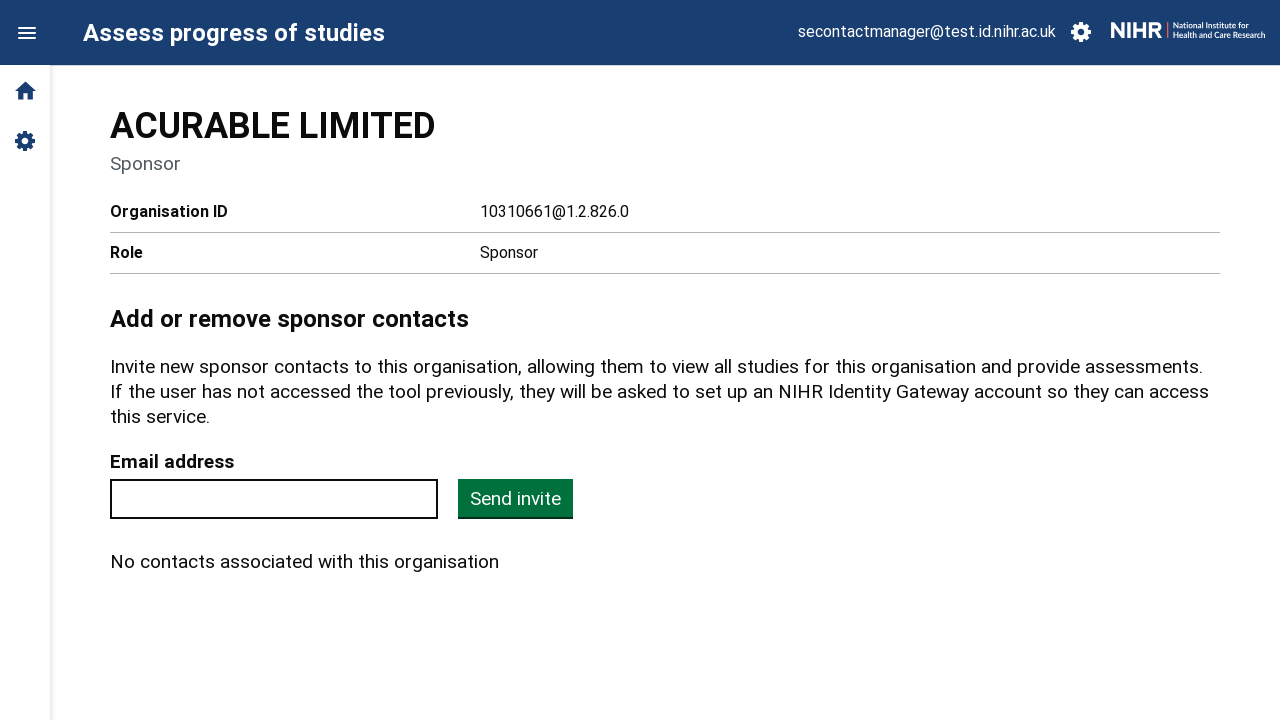 Assess progress of studies
secontactmanager@test.id.nihr.ac.uk
NIHR
National Institute for
Health and Care Research
ACURABLE LIMITED
Sponsor
Organisation ID 10310661@1.2.826.0
Role Sponsor
Add or remove sponsor contacts
Invite new sponsor contacts to this organisation, allowing them to view all studies for this organisation and provide assessments.
If the user has not accessed the tool previously, they will be asked to set up an NIHR Identity Gateway account so they can access
this service.
Email address
Send invite
No contacts associated with this organisation